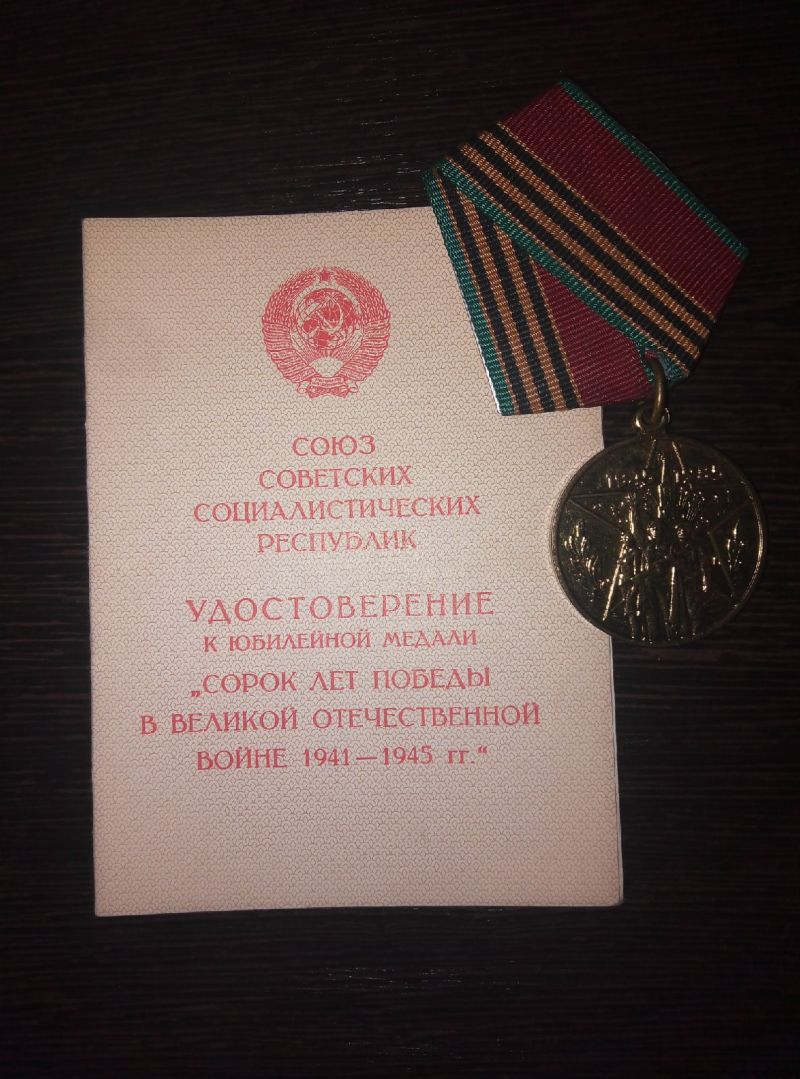 СОЮЗ
СОВЕТСКИХ
СОЦИАЛИСТИЧЕСКИХ
РЕСПУБЛИК
УДОСТОВЕРЕНИЕ
К ЮБИЛЕЙНОЙ МЕДАЛИ
„СОРОК ЛЕТ ПОБЕДЫ
В ВЕЛИКОЙ ОТЕЧЕСТВЕННОЙ
ВОЙНЕ 1941—1945 гг.“